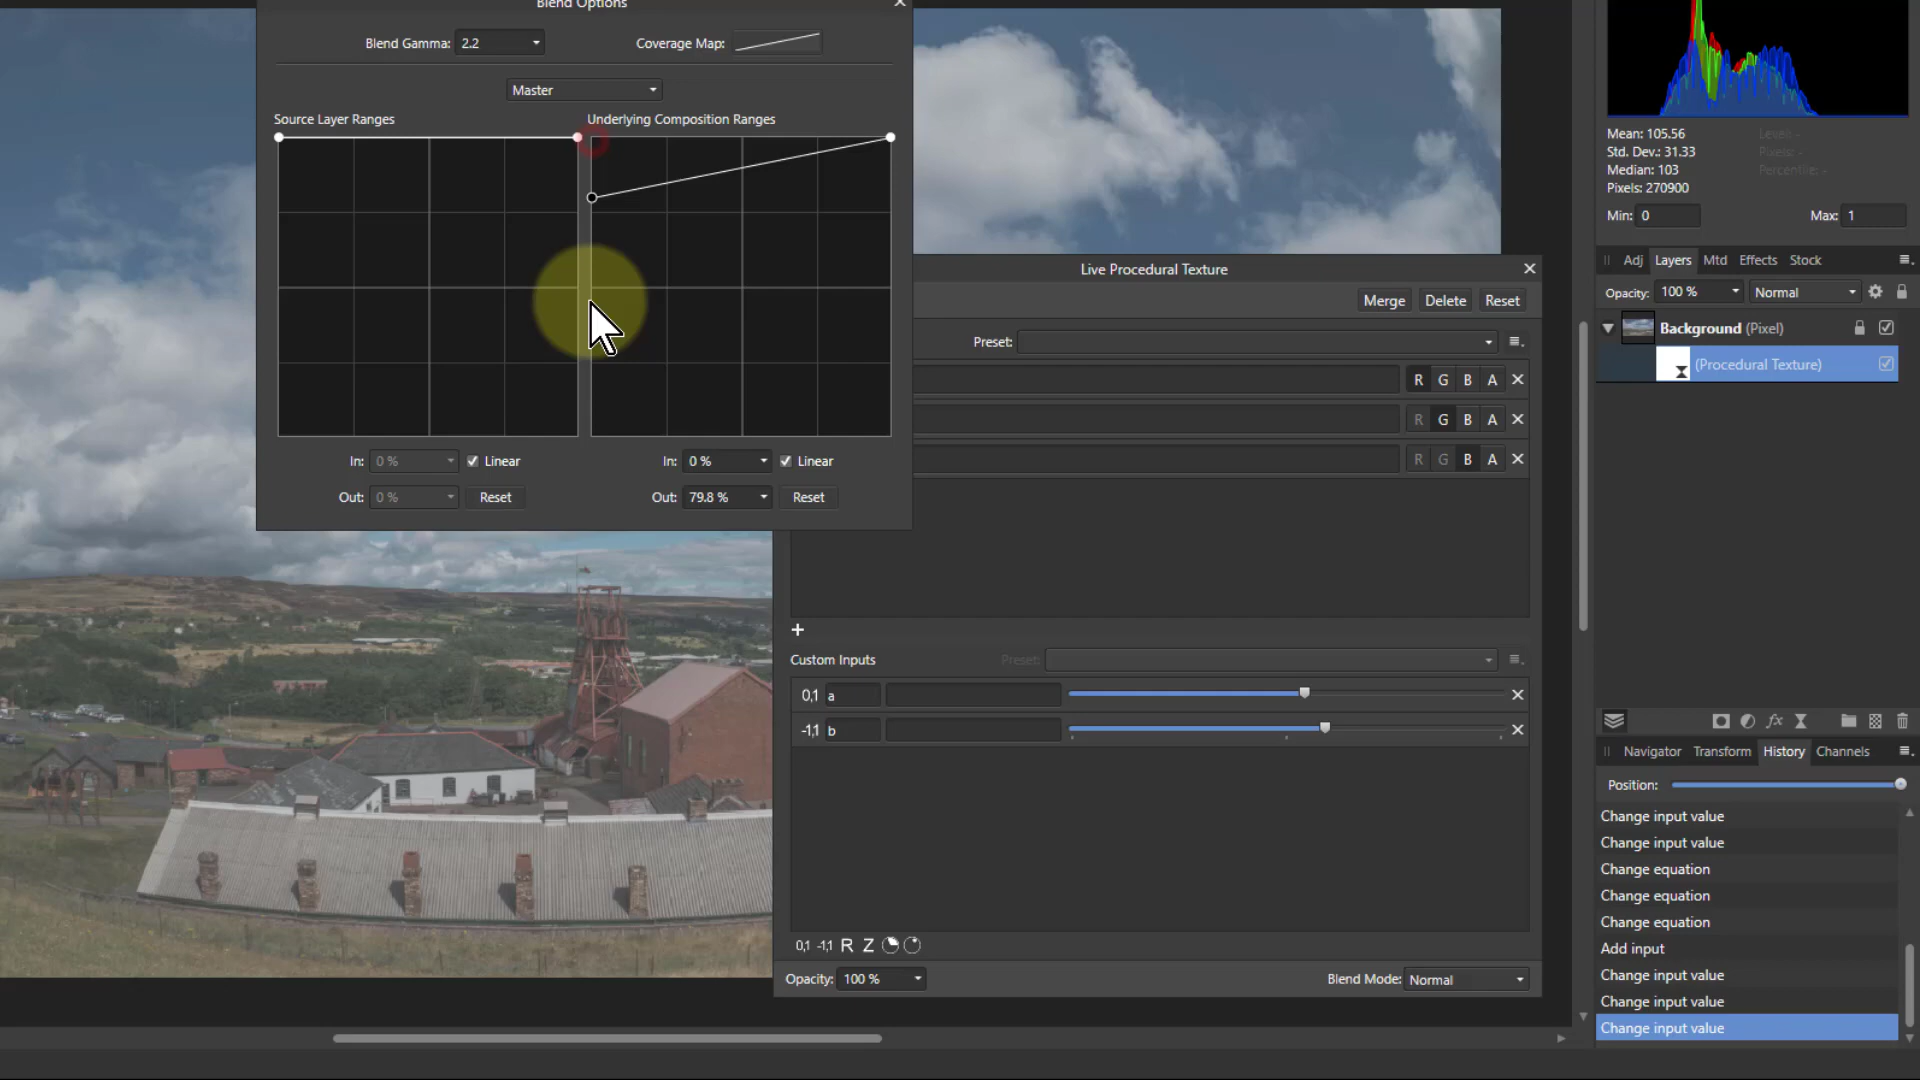 Blend Options
Blend Gamma: 2.2
Coverage Map:
Master
Source Layer Ranges
Underlying Composition Ranges
In: 0 %
Linear
In: 0 %
Linear
Out: 0 %
Reset
Out: 79.8 %
Reset
Live Procedural Texture
Merge
Delete
Reset
Preset:
R G B A
R G B A
R G B A
Custom Inputs
Preset:
0,1 a
-1,1 b
0,1 -1,1 R Z
Opacity: 100 %
Blend Mode: Normal
Mean: 105.56
Level: -
Std. Dev.: 31.33
Pixels: -
Median: 103
Percentile: -
Pixels: 270900
Min: 0
Max: 1
Adj Layers Mtd Effects Stock
Opacity: 100 %
Normal
Background (Pixel)
(Procedural Texture)
fx
Navigator Transform History Channels
Position:
Change input value
Change input value
Change equation
Change equation
Change equation
Add input
Change input value
Change input value
Change input value